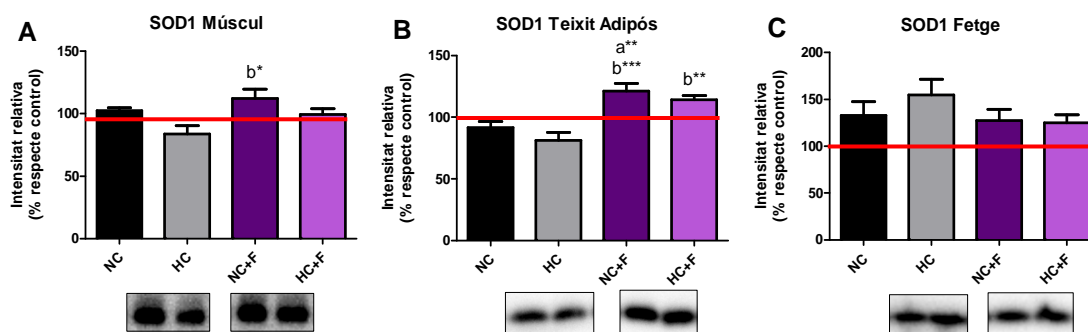 A
SOD1 Múscul
Intensitat relativa
(% respecte control)
150
100
50
0
b*
NC
HC
NC+F
HC+F
B
SOD1 Teixit Adipós
Intensitat relativa
(% respecte control)
150
100
50
0
a**
b***
b**
NC
HC
NC+F
HC+F
C
SOD1 Fetge
Intensitat relativa
(% respecte control)
200
150
100
50
0
NC
HC
NC+F
HC+F